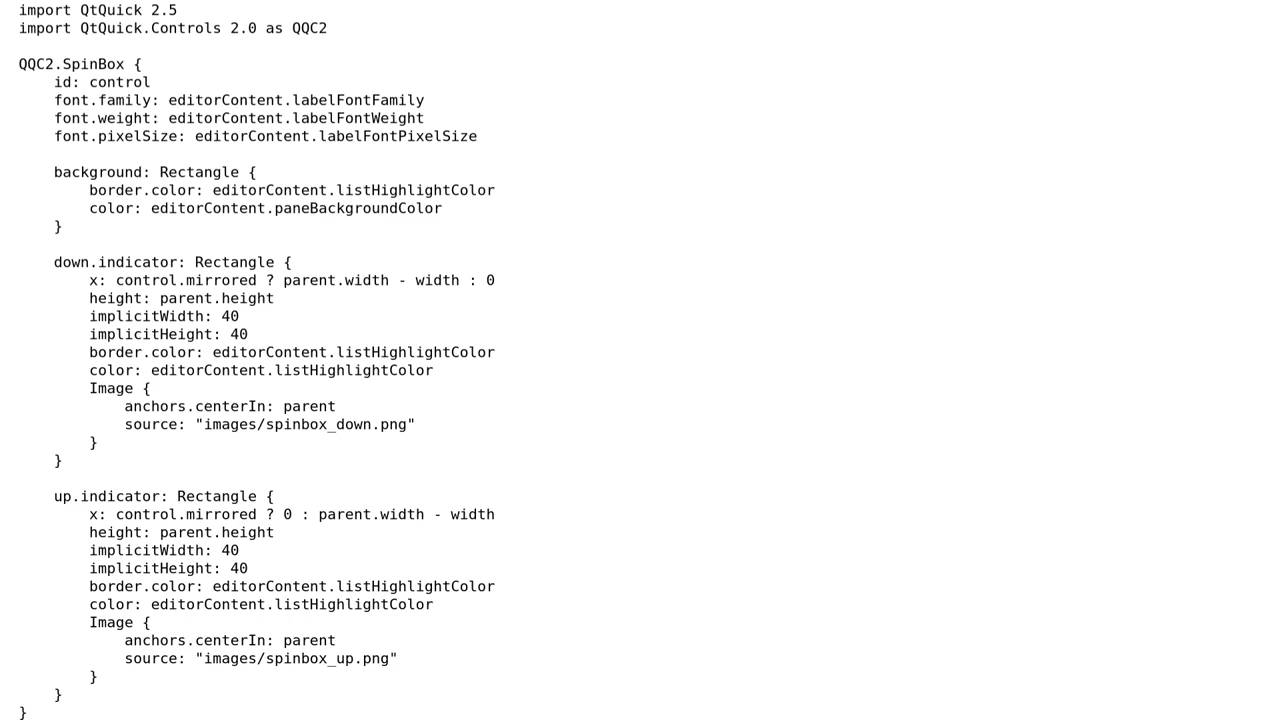 import QtQuick 2.5
import QtQuick.Controls 2.0 as QQC2

QQC2.SpinBox {
    id: control
    font.family: editorContent.labelFontFamily
    font.weight: editorContent.labelFontWeight
    font.pixelSize: editorContent.labelFontPixelSize

    background: Rectangle {
        border.color: editorContent.listHighlightColor
        color: editorContent.paneBackgroundColor
    }

    down.indicator: Rectangle {
        x: control.mirrored ? parent.width - width : 0
        height: parent.height
        implicitWidth: 40
        implicitHeight: 40
        border.color: editorContent.listHighlightColor
        color: editorContent.listHighlightColor
        Image {
            anchors.centerIn: parent
            source: "images/spinbox_down.png"
        }
    }

    up.indicator: Rectangle {
        x: control.mirrored ? 0 : parent.width - width
        height: parent.height
        implicitWidth: 40
        implicitHeight: 40
        border.color: editorContent.listHighlightColor
        color: editorContent.listHighlightColor
        Image {
            anchors.centerIn: parent
            source: "images/spinbox_up.png"
        }
    }
}